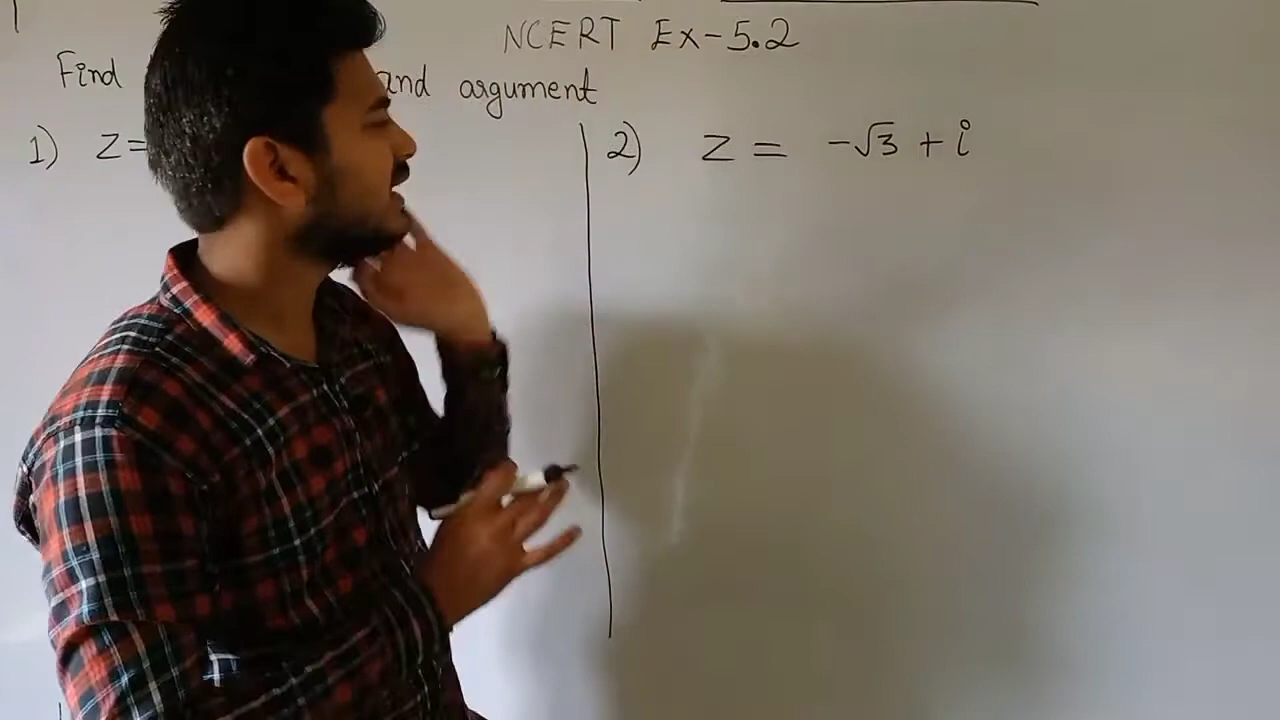 NCERT Ex-5.2
Find and argument
1) Z=
2) Z = -√3 + i